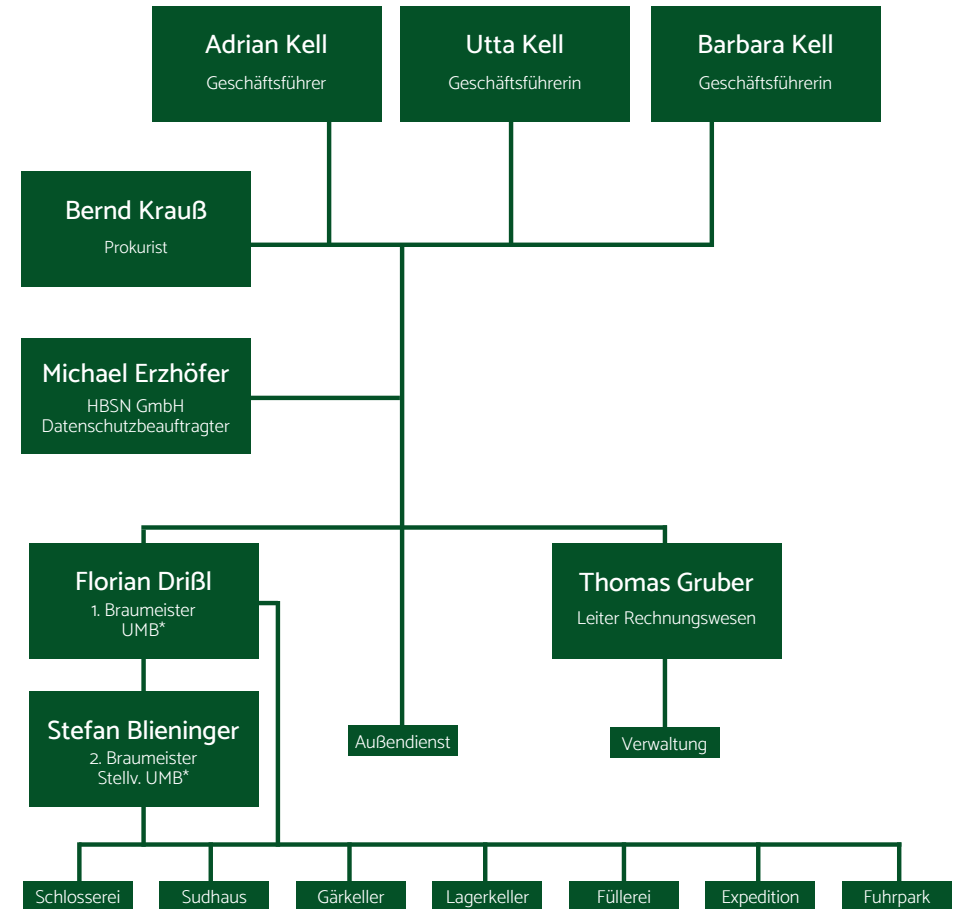 Adrian Kell
Geschäftsführer
Utta Kell
Geschäftsführerin
Barbara Kell
Geschäftsführerin
Bernd Krauß
Prokurist
Michael Erzhöfer
HBSN GmbH
Datenschutzbeauftragter
Florian Drißl
1. Braumeister
UMB*
Thomas Gruber
Leiter Rechnungswesen
Stefan Blieninger
2. Braumeister
Stellv. UMB*
Außendienst
Verwaltung
Schlosserei
Sudhaus
Gärkeller
Lagerkeller
Füllerei
Expedition
Fuhrpark